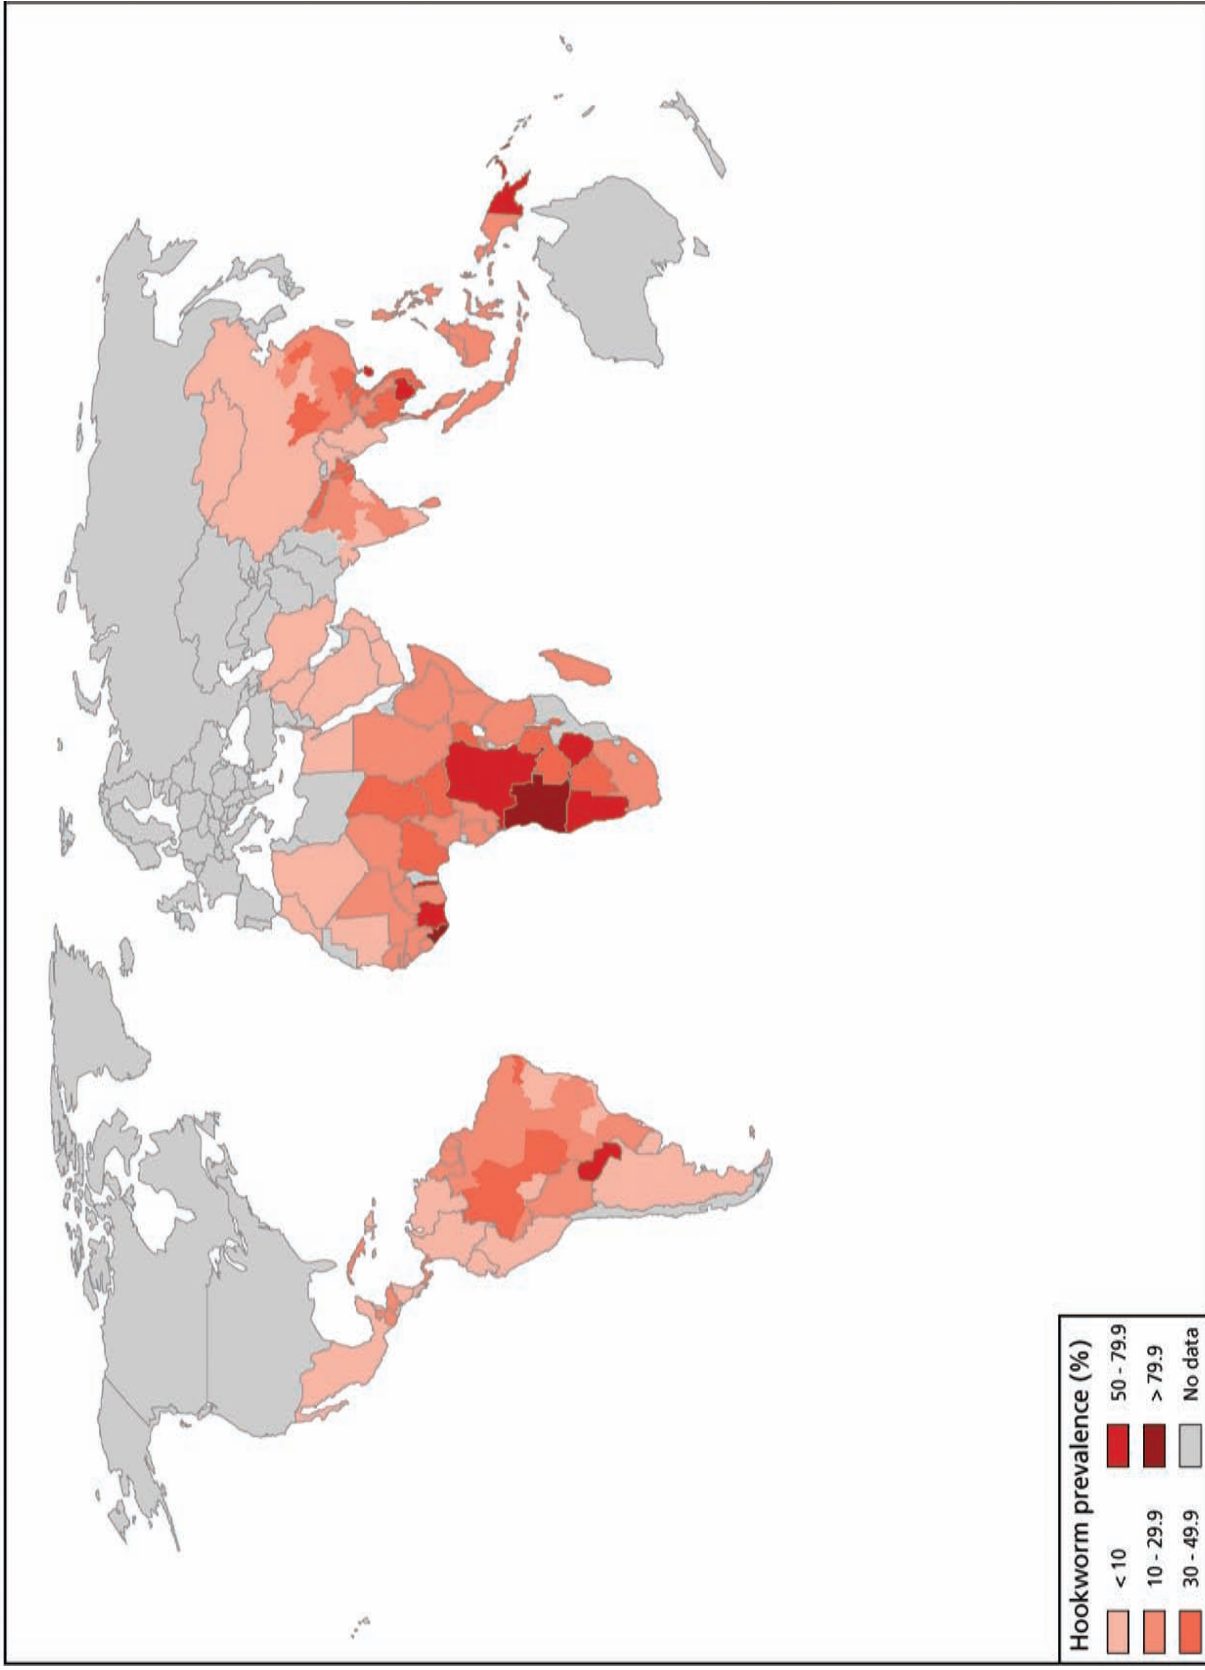 Hookworm prevalence (%)
< 10
50 - 79.9
10 - 29.9
> 79.9
30 - 49.9
No data